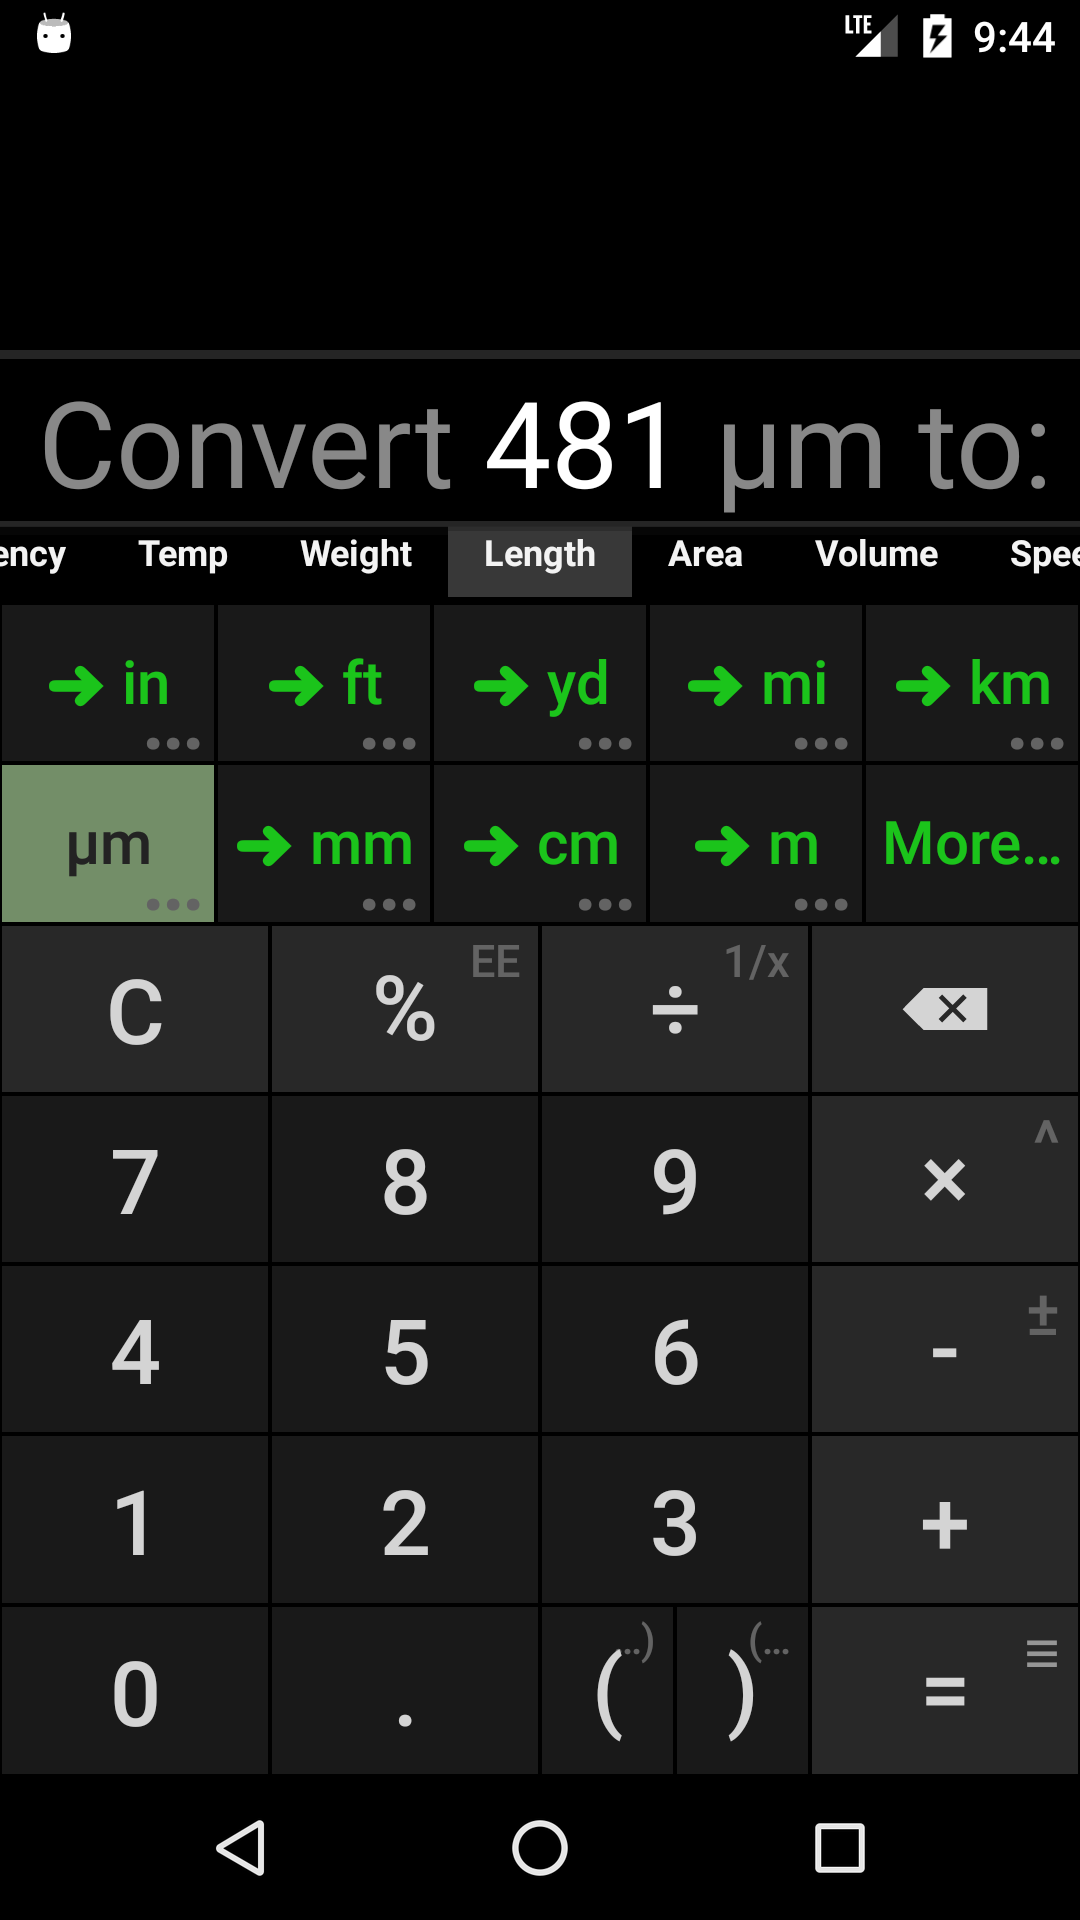 LTE 9:44
Convert 481 µm to:
ency Temp Weight Length Area Volume Spee
➔ in ➔ ft ➔ yd ➔ mi ➔ km
µm ➔ mm ➔ cm ➔ m More...
C % EE ÷ 1/x
7 8 9 × ^
4 5 6 - ±
1 2 3 +
0 . ( ..) ) (... =